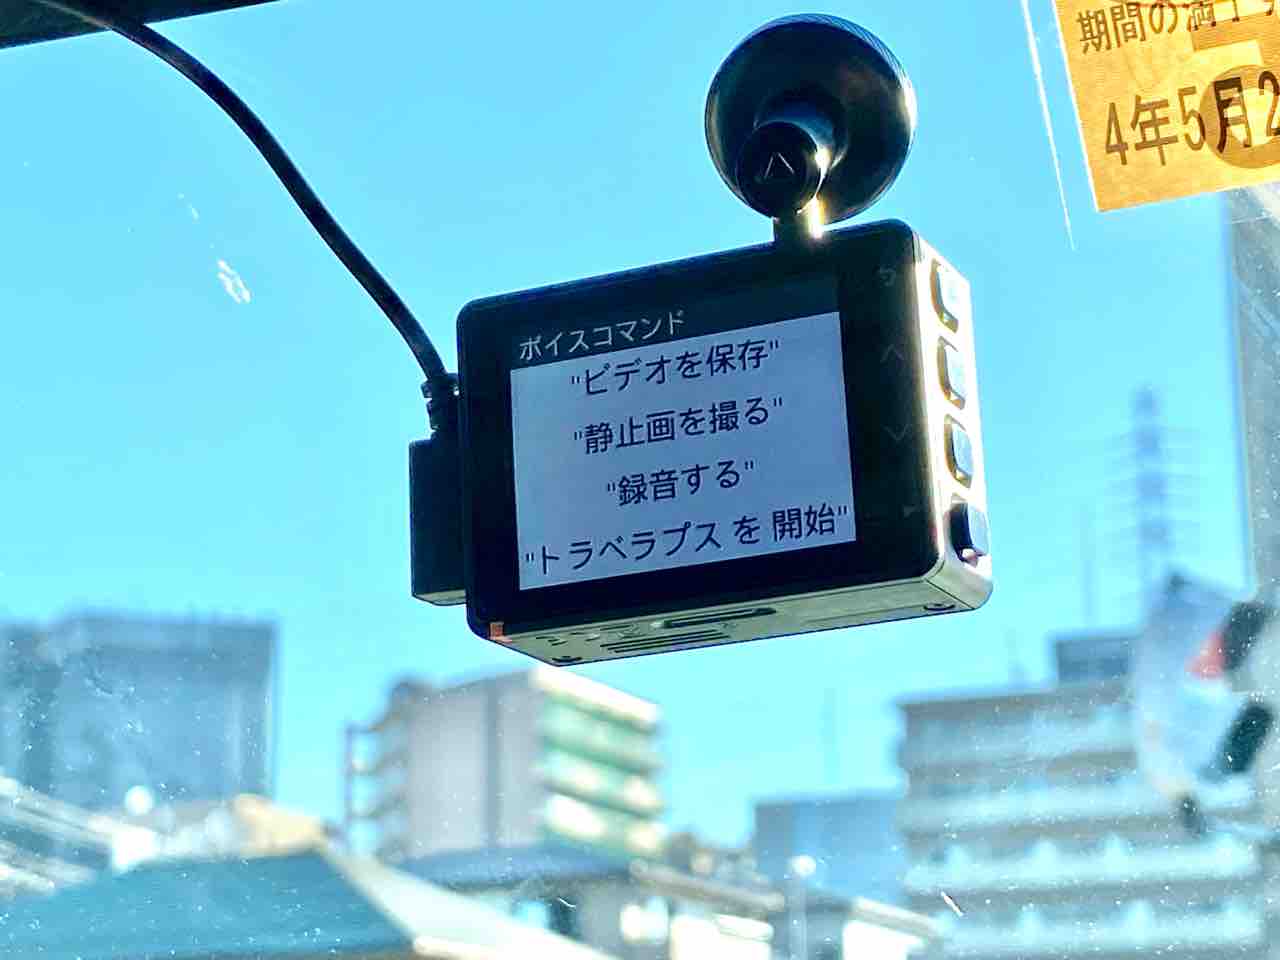 ボイスコマンド
"ビデオを保存"
"静止画を撮る"
"録音する"
"トラベラプス を 開始"
期間の満了
4年5月2